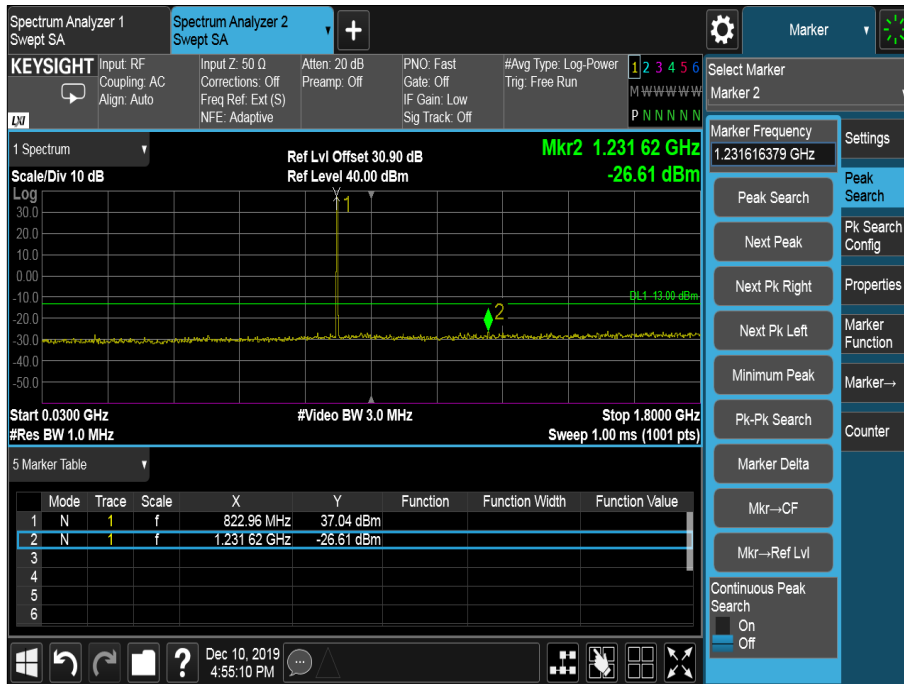 Spectrum Analyzer 1
Swept SA
Spectrum Analyzer 2
Swept SA
+
Marker
KEYSIGHT
Input: RF
Coupling: AC
Align: Auto
Input Z: 50 Ω
Corrections: Off
Freq Ref: Ext (S)
NFE: Adaptive
Atten: 20 dB
Preamp: Off
PNO: Fast
Gate: Off
IF Gain: Low
Sig Track: Off
#Avg Type: Log-Power
Trig: Free Run
1 2 3 4 5 6
M W W W W W
P N N N N N
LXI
Select Marker
Marker 2
1 Spectrum
Scale/Div 10 dB
Ref Lvl Offset 30.90 dB
Ref Level 40.00 dBm
Mkr2 1.231 62 GHz
-26.61 dBm
Log
30.0
20.0
10.0
0.00
-10.0
-20.0
-30.0
-40.0
-50.0
1
2
DL1 -13.00 dBm
Start 0.0300 GHz
#Res BW 1.0 MHz
#Video BW 3.0 MHz
Stop 1.8000 GHz
Sweep 1.00 ms (1001 pts)
5 Marker Table
Mode Trace Scale X Y Function Function Width Function Value
1 N 1 f 822.96 MHz 37.04 dBm
2 N 1 f 1.231 62 GHz -26.61 dBm
3
4
5
6
Marker Frequency
1.231616379 GHz
Peak Search
Next Peak
Next Pk Right
Next Pk Left
Minimum Peak
Pk-Pk Search
Marker Delta
Mkr→CF
Mkr→Ref Lvl
Continuous Peak
Search
On
Off
Settings
Peak
Search
Pk Search
Config
Properties
Marker
Function
Marker→
Counter
?
Dec 10, 2019
4:55:10 PM